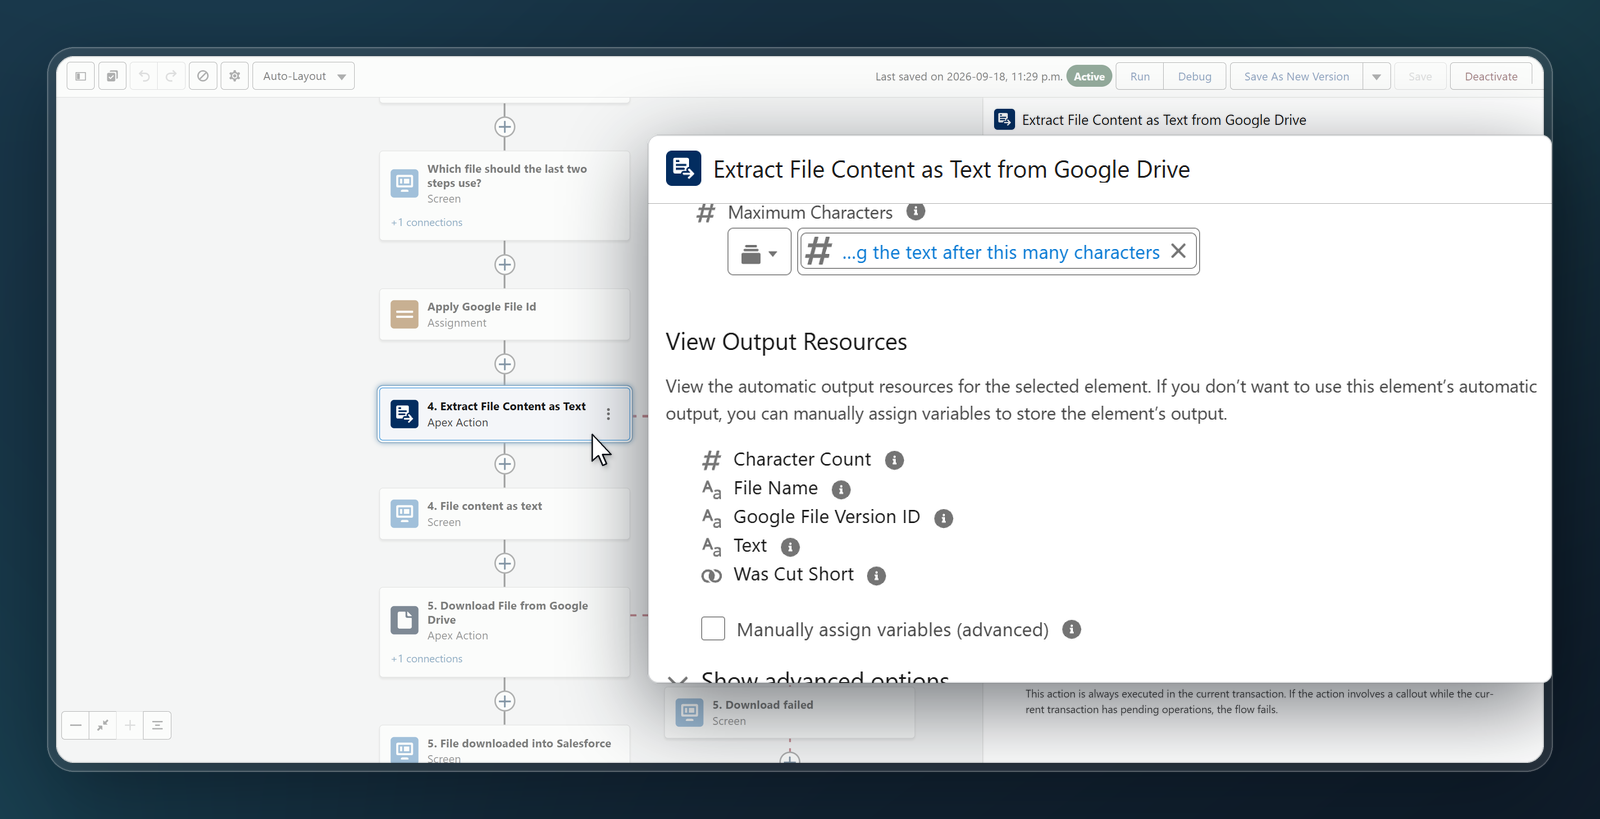 Auto-Layout
Last saved on 2026-09-18, 11:29 p.m.
Active
Run
Debug
Save As New Version
Save
Deactivate
Which file should the last two
steps use?
Screen
+1 connections
Apply Google File Id
Assignment
4. Extract File Content as Text
Apex Action
4. File content as text
Screen
5. Download File from Google
Drive
Apex Action
+1 connections
5. File downloaded into Salesforce
Screen
5. Download failed
Screen
Extract File Content as Text from Google Drive
Extract File Content as Text from Google Drive
Maximum Characters
...g the text after this many characters
View Output Resources
View the automatic output resources for the selected element. If you don’t want to use this element’s automatic
output, you can manually assign variables to store the element’s output.
Character Count
File Name
Google File Version ID
Text
Was Cut Short
Manually assign variables (advanced)
Show advanced options
This action is always executed in the current transaction. If the action involves a callout while the cur-
rent transaction has pending operations, the flow fails.